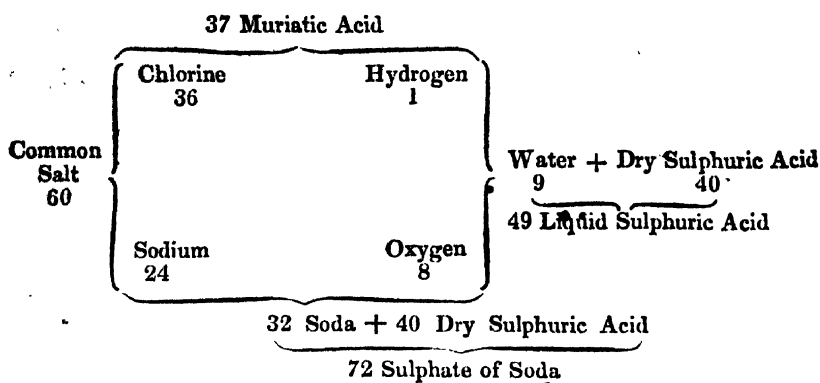 37 Muriatic Acid
Chlorine Hydrogen
36 1
Common
Salt
60
Water + Dry Sulphuric Acid
9 40
49 Liquid Sulphuric Acid
Sodium Oxygen
24 8
32 Soda + 40 Dry Sulphuric Acid
72 Sulphate of Soda